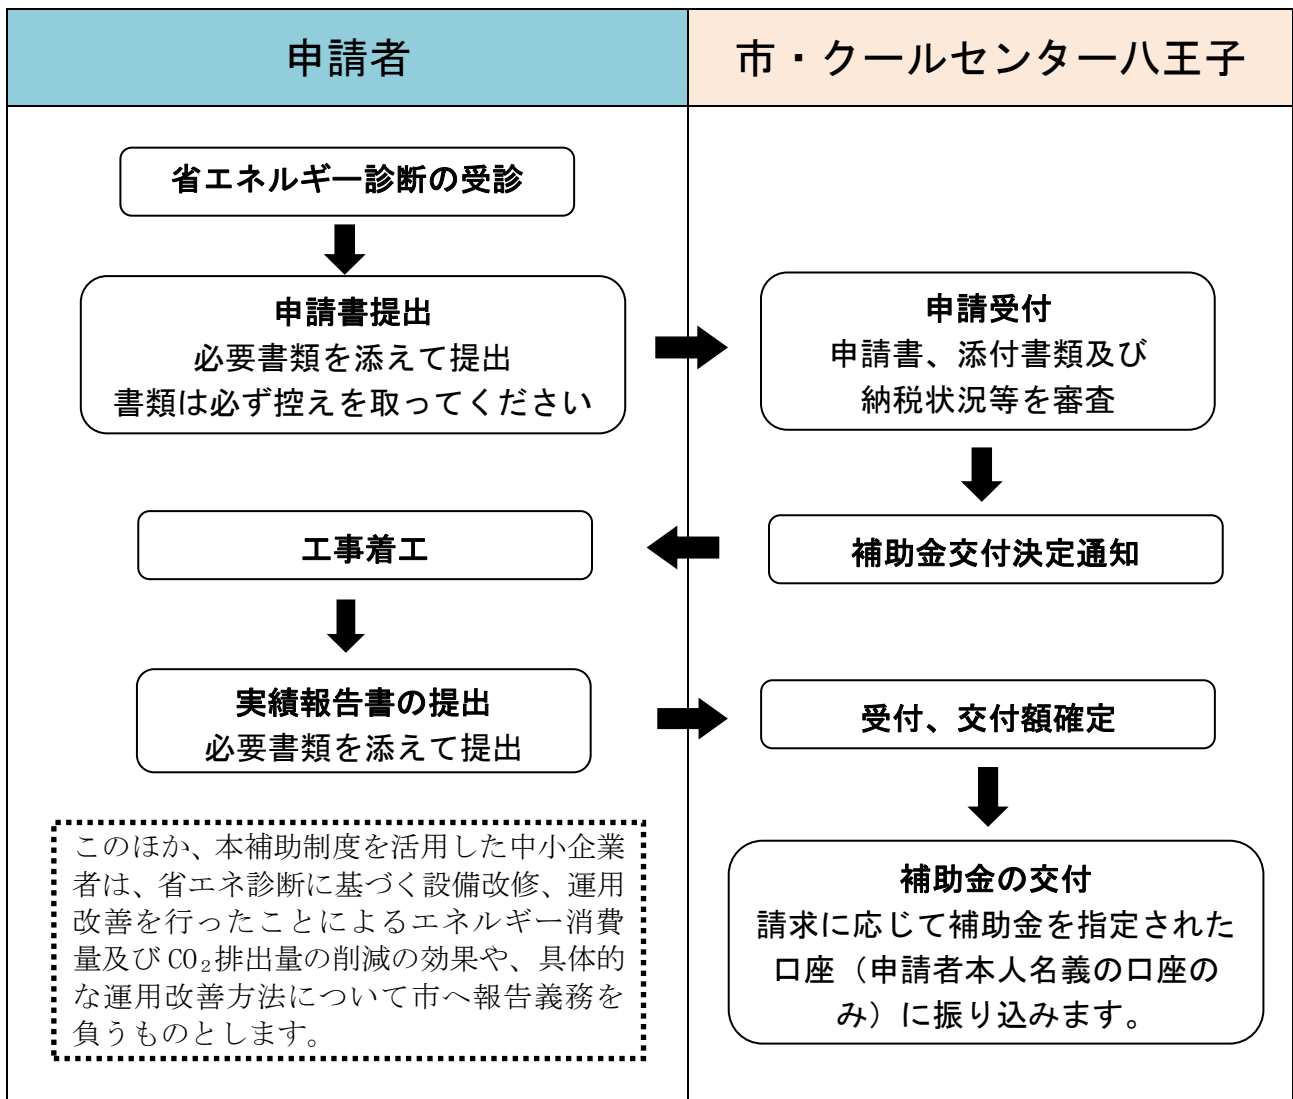 申請者
市・クールセンター八王子
省エネルギー診断の受診
申請書提出
必要書類を添えて提出
書類は必ず控えを取ってください
申請受付
申請書、添付書類及び
納税状況等を審査
補助金交付決定通知
工事着工
実績報告書の提出
必要書類を添えて提出
受付、交付額確定
補助金の交付
請求に応じて補助金を指定された
口座（申請者本人名義の口座の
み）に振り込みます。
このほか、本補助制度を活用した中小企業
者は、省エネ診断に基づく設備改修、運用
改善を行ったことによるエネルギー消費
量及び CO₂排出量の削減の効果や、具体的
な運用改善方法について市へ報告義務を
負うものとします。